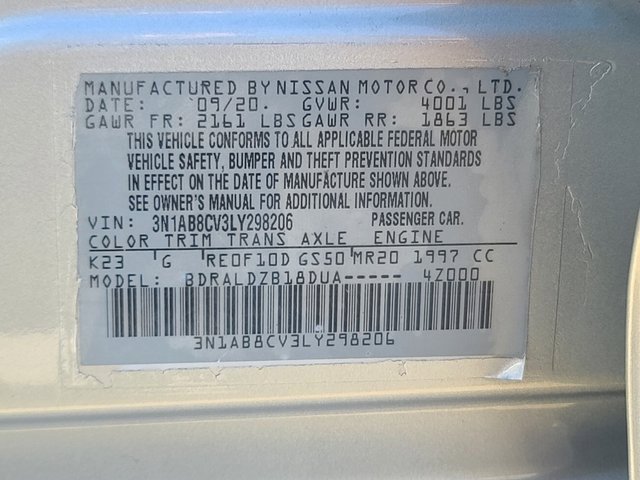 MANUFACTURED BY NISSAN MOTOR CO., LTD.
DATE: 09/20. GVWR: 4001 LBS
GAWR FR: 2161 LBS GAWR RR: 1863 LBS
THIS VEHICLE CONFORMS TO ALL APPLICABLE FEDERAL MOTOR
VEHICLE SAFETY, BUMPER AND THEFT PREVENTION STANDARDS
IN EFFECT ON THE DATE OF MANUFACTURE SHOWN ABOVE.
SEE OWNER'S MANUAL FOR ADDITIONAL INFORMATION.
VIN: 3N1AB8CV3LY298206 PASSENGER CAR.
COLOR TRIM TRANS AXLE ENGINE
K23 G RE0F10D GS50 MR20 1997 CC
MODEL: BDRALDZB18DUA----- 4Z000
3N1AB8CV3LY298206